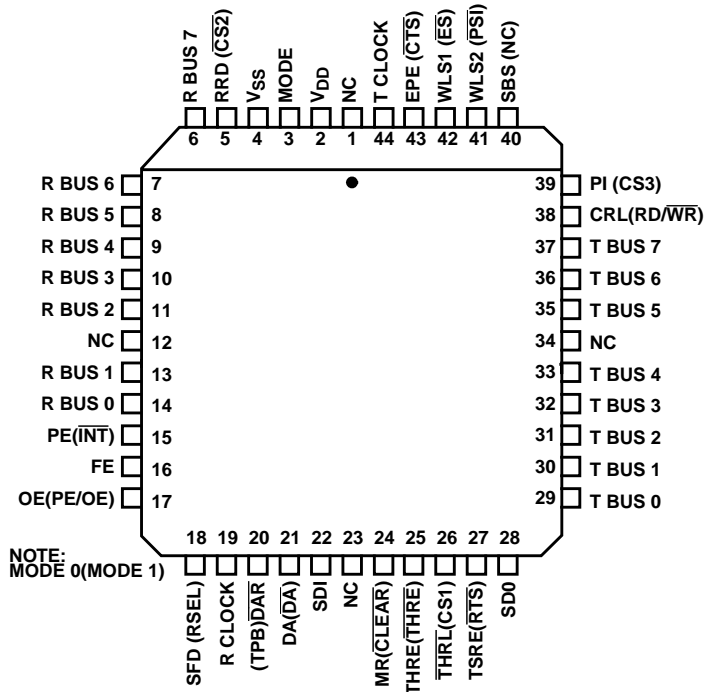 R BUS 7
RRD (CS2)
VSS
MODE
VDD
NC
T CLOCK
EPE (CTS)
WLS1 (ES)
WLS2 (PSI)
SBS (NC)
6 5 4 3 2 1 44 43 42 41 40
R BUS 6 7
R BUS 5 8
R BUS 4 9
R BUS 3 10
R BUS 2 11
NC 12
R BUS 1 13
R BUS 0 14
PE(INT) 15
FE 16
OE(PE/OE) 17
39 PI (CS3)
38 CRL(RD/WR)
37 T BUS 7
36 T BUS 6
35 T BUS 5
34 NC
33 T BUS 4
32 T BUS 3
31 T BUS 2
30 T BUS 1
29 T BUS 0
18 19 20 21 22 23 24 25 26 27 28
SFD (RSEL)
R CLOCK
(TPB)DAR
DA(DA)
SDI
NC
MR(CLEAR)
THRE(THRE)
THRL(CS1)
TSRE(RTS)
SD0
NOTE:
MODE 0(MODE 1)